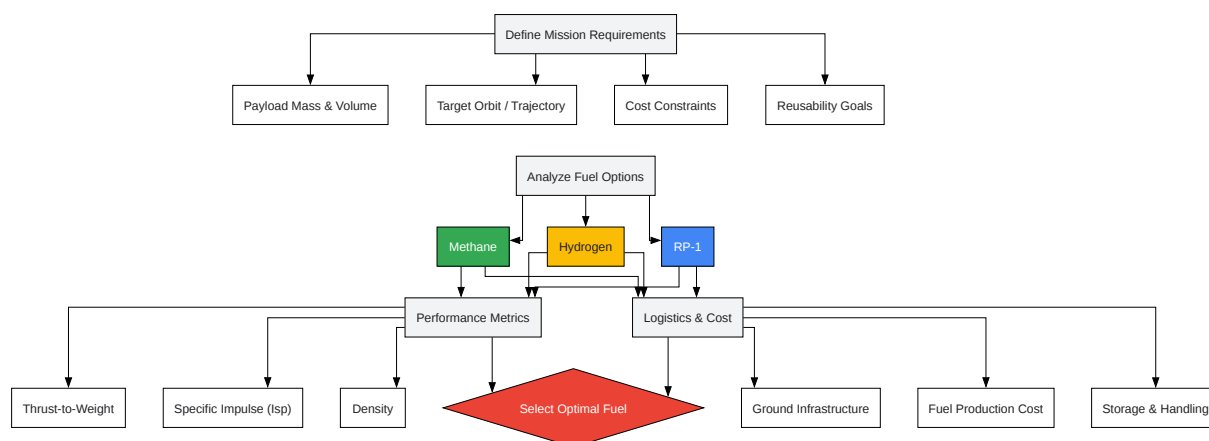 Define Mission Requirements
Payload Mass & Volume
Target Orbit / Trajectory
Cost Constraints
Reusability Goals
Analyze Fuel Options
Methane
Hydrogen
RP-1
Performance Metrics
Logistics & Cost
Thrust-to-Weight
Specific Impulse (Isp)
Density
Select Optimal Fuel
Ground Infrastructure
Fuel Production Cost
Storage & Handling